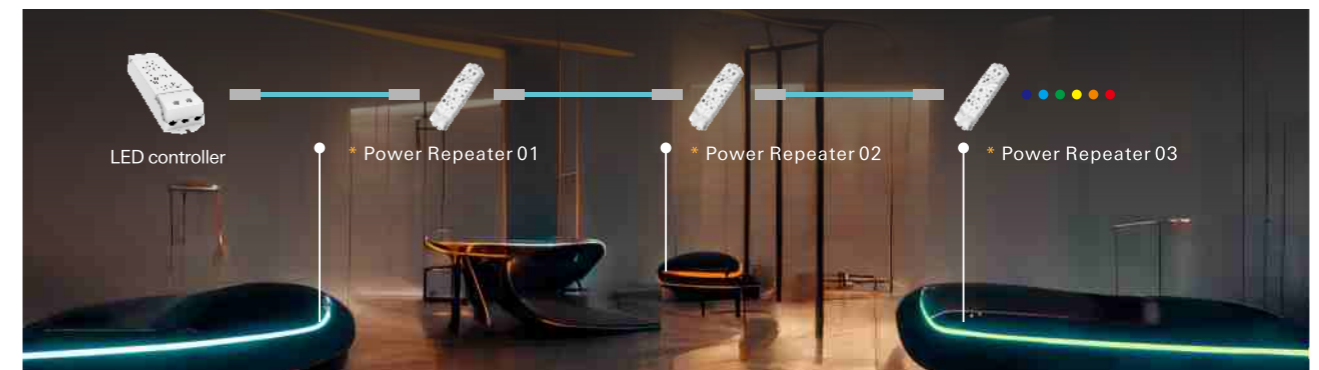 LED controller
* Power Repeater 01
* Power Repeater 02
* Power Repeater 03